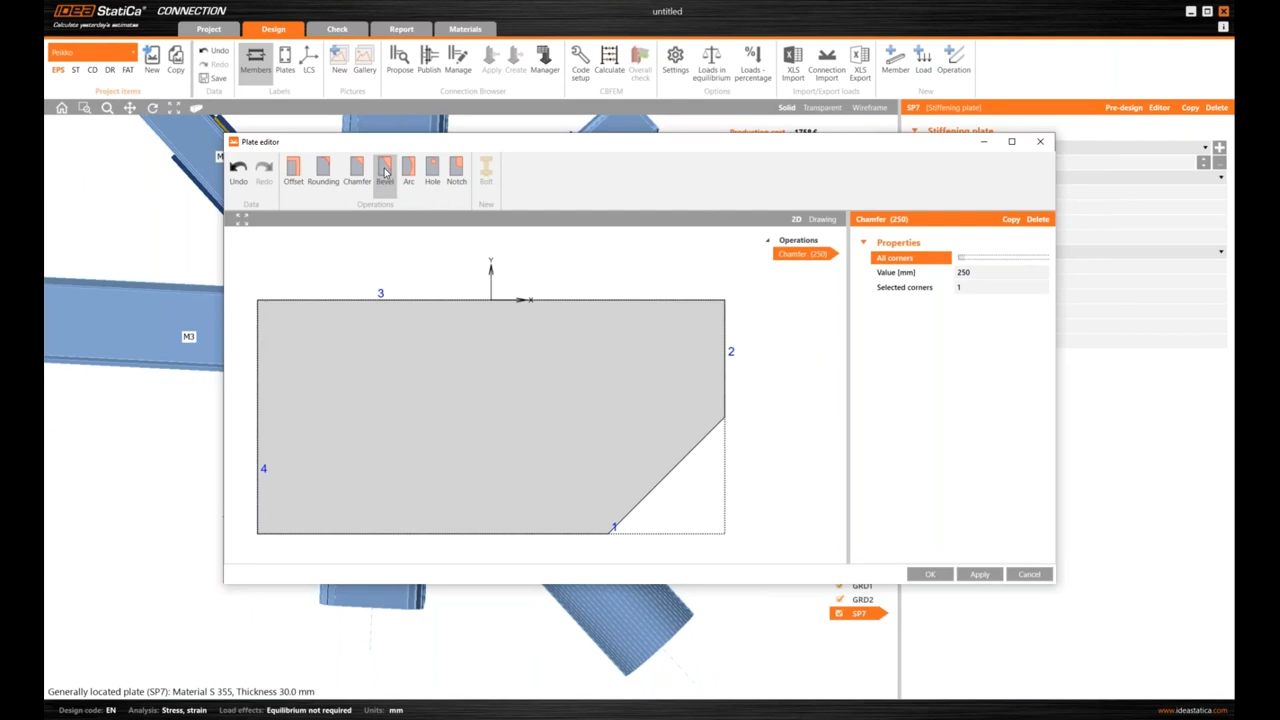 IDEA StatiCa CONNECTION
Calculate yesterday's estimates
untitled
Project Design Check Report Materials
Peikko
EPS ST CD DR FAT
New Copy
Project items
Undo
Redo
Save
Data
Members Plates LCS
Labels
New Gallery
Pictures
Propose Publish Manage Apply Create Manager
Connection Browser
Code setup Calculate Overall check
CBFEM
Settings Loads in equilibrium Loads - percentage
Options
XLS Import Connection Import XLS Export
Import/Export loads
Member Load Operation
New
Solid Transparent Wireframe
SP7 [Stiffening plate] Pre-design Editor Copy Delete
Stiffening plate
Plate editor
Undo Redo
Data
Offset Rounding Chamfer Bevel Arc Hole Notch
Operations
Bolt
New
2D Drawing
Chamfer (250) Copy Delete
Operations
Chamfer (250)
Properties
All corners
Value [mm] 250
Selected corners 1
Y
X
3
2
4
1
M3
OK Apply Cancel
GRD1
GRD2
SP7
Generally located plate (SP7): Material S 355, Thickness 30.0 mm
Design code: EN Analysis: Stress, strain Load effects: Equilibrium not required Units: mm
www.ideastatica.com